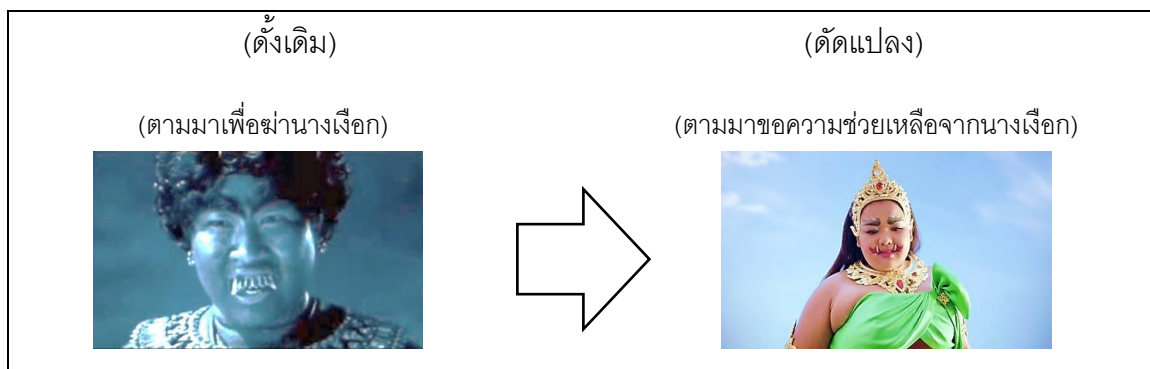 (ดั้งเดิม)
(ดัดแปลง)
(ตามมาเพื่อฆ่านางเงือก)
(ตามมาขอความช่วยเหลือจากนางเงือก)